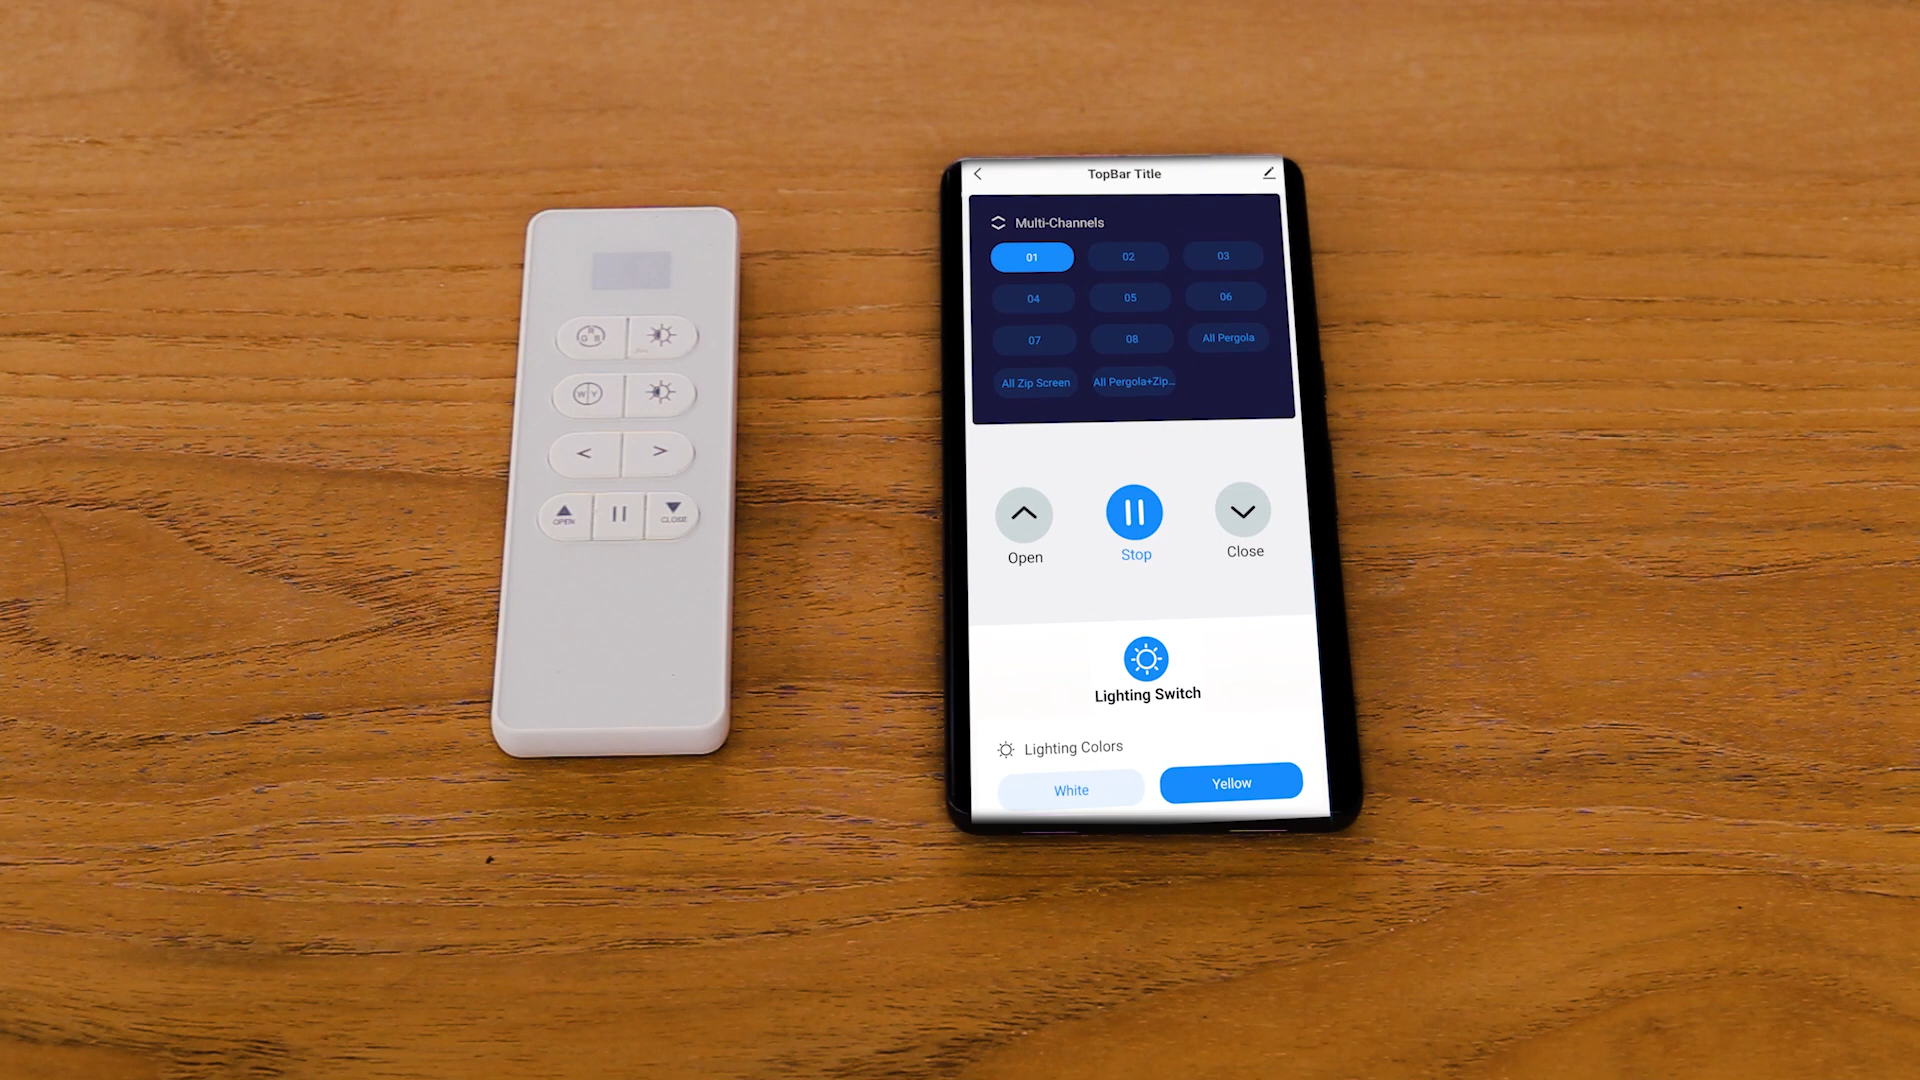 R
G B
W Y
< >
OPEN
CLOSE
TopBar Title
Multi-Channels
01 02 03
04 05 06
07 08 All Pergola
All Zip Screen All Pergola+Zip...
Open Stop Close
Lighting Switch
Lighting Colors
White Yellow